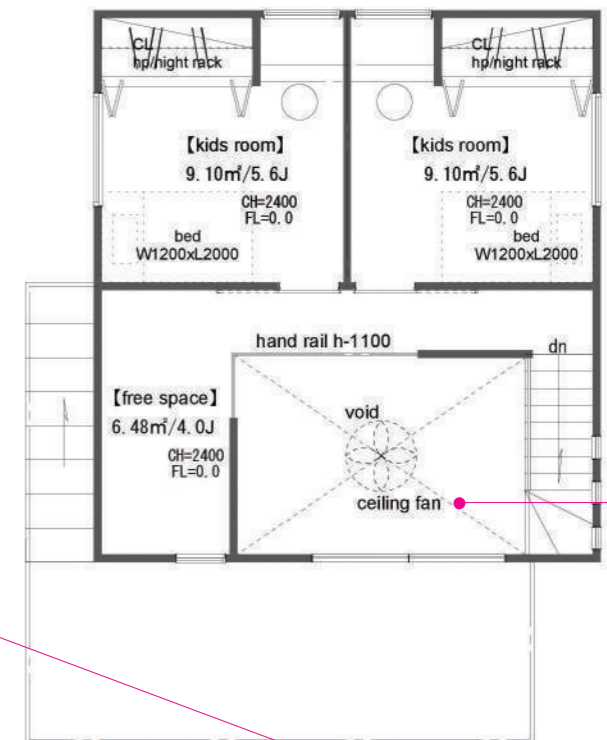 CL
hp/night rack
CL
hp/night rack
【kids room】
9.10㎡/5.6J
CH=2400
FL=0.0
bed
W1200xL2000
【kids room】
9.10㎡/5.6J
CH=2400
FL=0.0
bed
W1200xL2000
hand rail h-1100
dn
【free space】
6.48㎡/4.0J
CH=2400
FL=0.0
void
ceiling fan